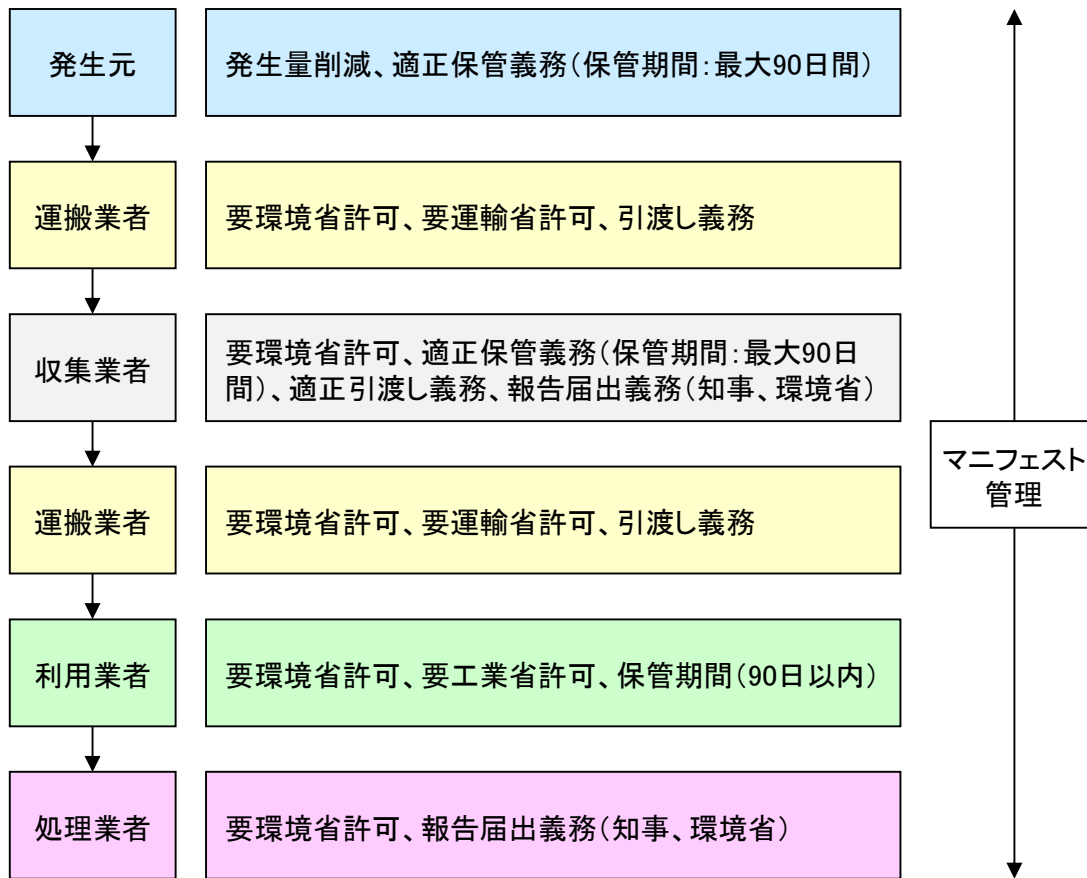 発生元
発生量削減、適正保管義務(保管期間:最大90日間)
運搬業者
要環境省許可、要運輸省許可、引渡し義務
収集業者
要環境省許可、適正保管義務(保管期間:最大90日
間)、適正引渡し義務、報告届出義務(知事、環境省)
マニフェスト
管理
運搬業者
要環境省許可、要運輸省許可、引渡し義務
利用業者
要環境省許可、要工業省許可、保管期間(90日以内)
処理業者
要環境省許可、報告届出義務(知事、環境省)